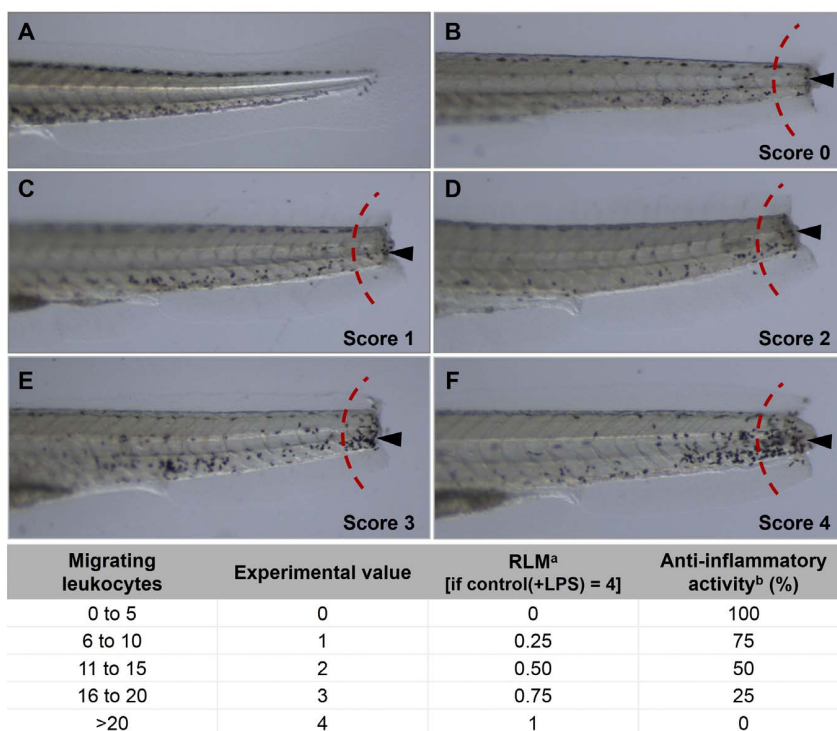 A
B
Score 0
C
Score 1
D
Score 2
E
Score 3
F
Score 4
Migrating leukocytes Experimental value RLMᵃ [if control(+LPS) = 4] Anti-inflammatory activityᵇ (%)
0 to 5 0 0 100
6 to 10 1 0.25 75
11 to 15 2 0.50 50
16 to 20 3 0.75 25
>20 4 1 0